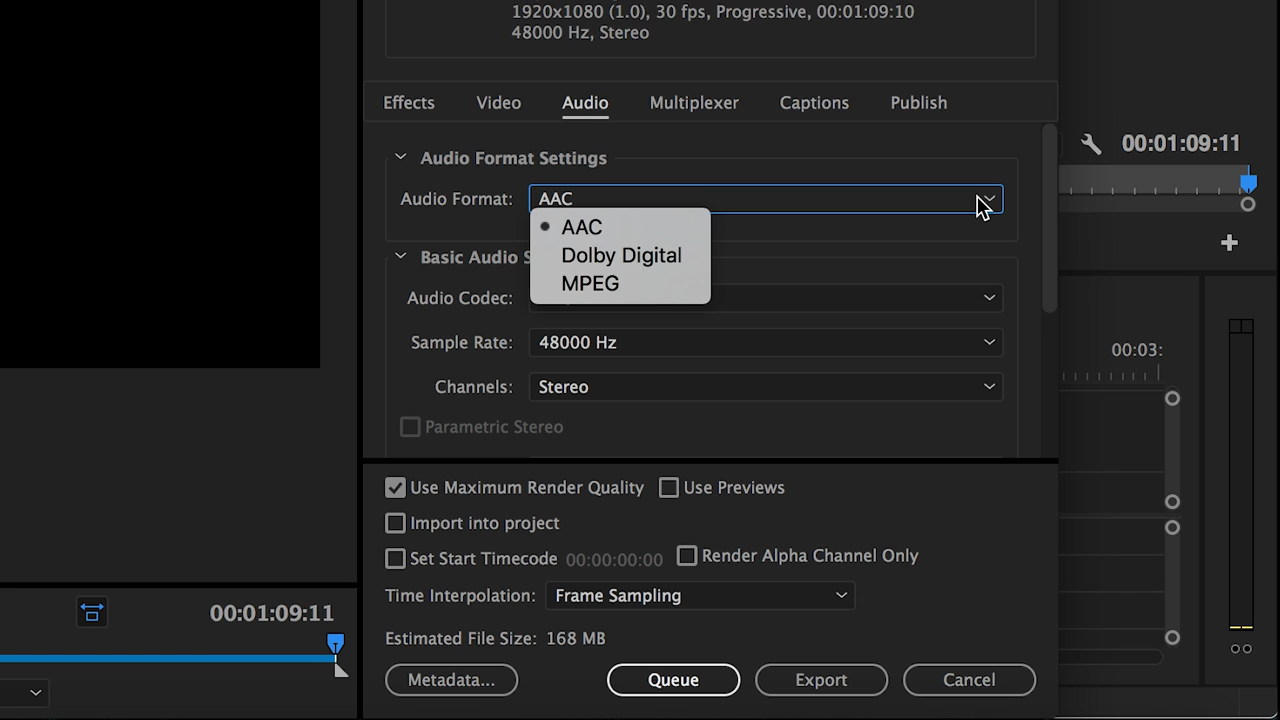 1920x1080 (1.0), 30 fps, Progressive, 00:01:09:10
48000 Hz, Stereo
Effects Video Audio Multiplexer Captions Publish
00:01:09:11
Audio Format Settings
Audio Format: AAC
AAC
Dolby Digital
MPEG
Basic Audio S
Audio Codec:
Sample Rate: 48000 Hz
00:03:
Channels: Stereo
Parametric Stereo
Use Maximum Render Quality Use Previews
Import into project
Set Start Timecode 00:00:00:00 Render Alpha Channel Only
Time Interpolation: Frame Sampling
00:01:09:11
Estimated File Size: 168 MB
Metadata... Queue Export Cancel